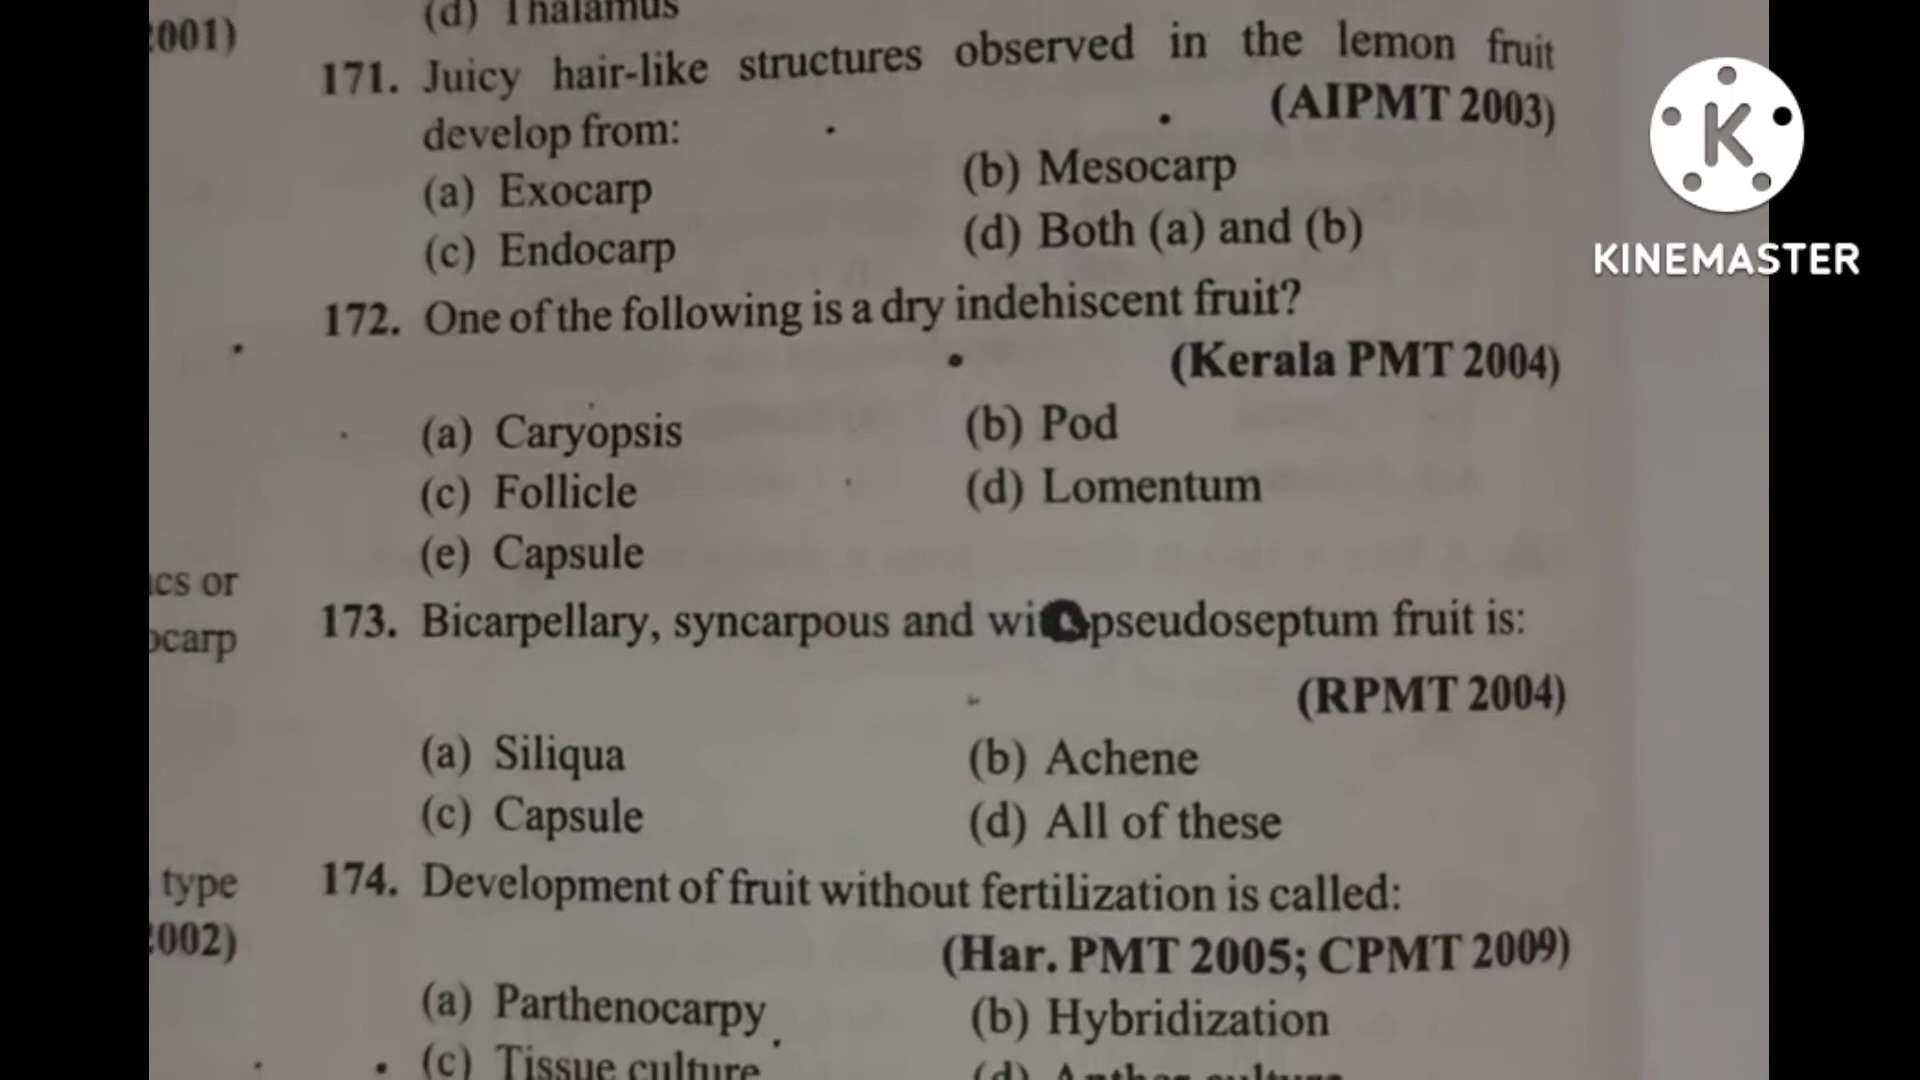 (d) Thalamus
001)
171. Juicy hair-like structures observed in the lemon fruit
develop from: (AIPMT 2003)
(a) Exocarp (b) Mesocarp
(c) Endocarp (d) Both (a) and (b)
172. One of the following is a dry indehiscent fruit?
(Kerala PMT 2004)
(a) Caryopsis (b) Pod
(c) Follicle (d) Lomentum
(e) Capsule
cs or
ocarp
173. Bicarpellary, syncarpous and pseudoseptum fruit is:
(RPMT 2004)
(a) Siliqua (b) Achene
(c) Capsule (d) All of these
type
174. Development of fruit without fertilization is called:
002)
(Har. PMT 2005; CPMT 2009)
(a) Parthenocarpy (b) Hybridization
(c) Tissue culture (d) Anther culture
K
KINEMASTER